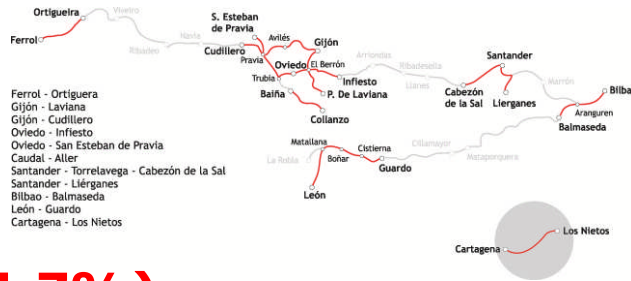 Ortigueira
Viveiro
Ferrol
Ribadeo
Navia
S. Esteban
de Pravia
Cudillero
Avilés
Gijón
Pravia
Oviedo
El Berrón
Trubia
Infiesto
Baiña
P. De Laviana
Collanzo
Arriondas
Ribadesella
Llanes
Santander
Cabezón
de la Sal
Liérganes
Marrón
Bilba
Aranguren
Balmaseda
Ferrol - Ortiguera
Gijón - Laviana
Gijón - Cudillero
Oviedo - Infiesto
Oviedo - San Esteban de Pravia
Caudal - Aller
Santander - Torrelavega - Cabezón de la Sal
Santander - Liérganes
Bilbao - Balmaseda
León - Guardo
Cartagena - Los Nietos
Matallana
Cistierna
La Robla
Boñar
Guardo
Cillamayor
Mataporquera
León
Los Nietos
Cartagena